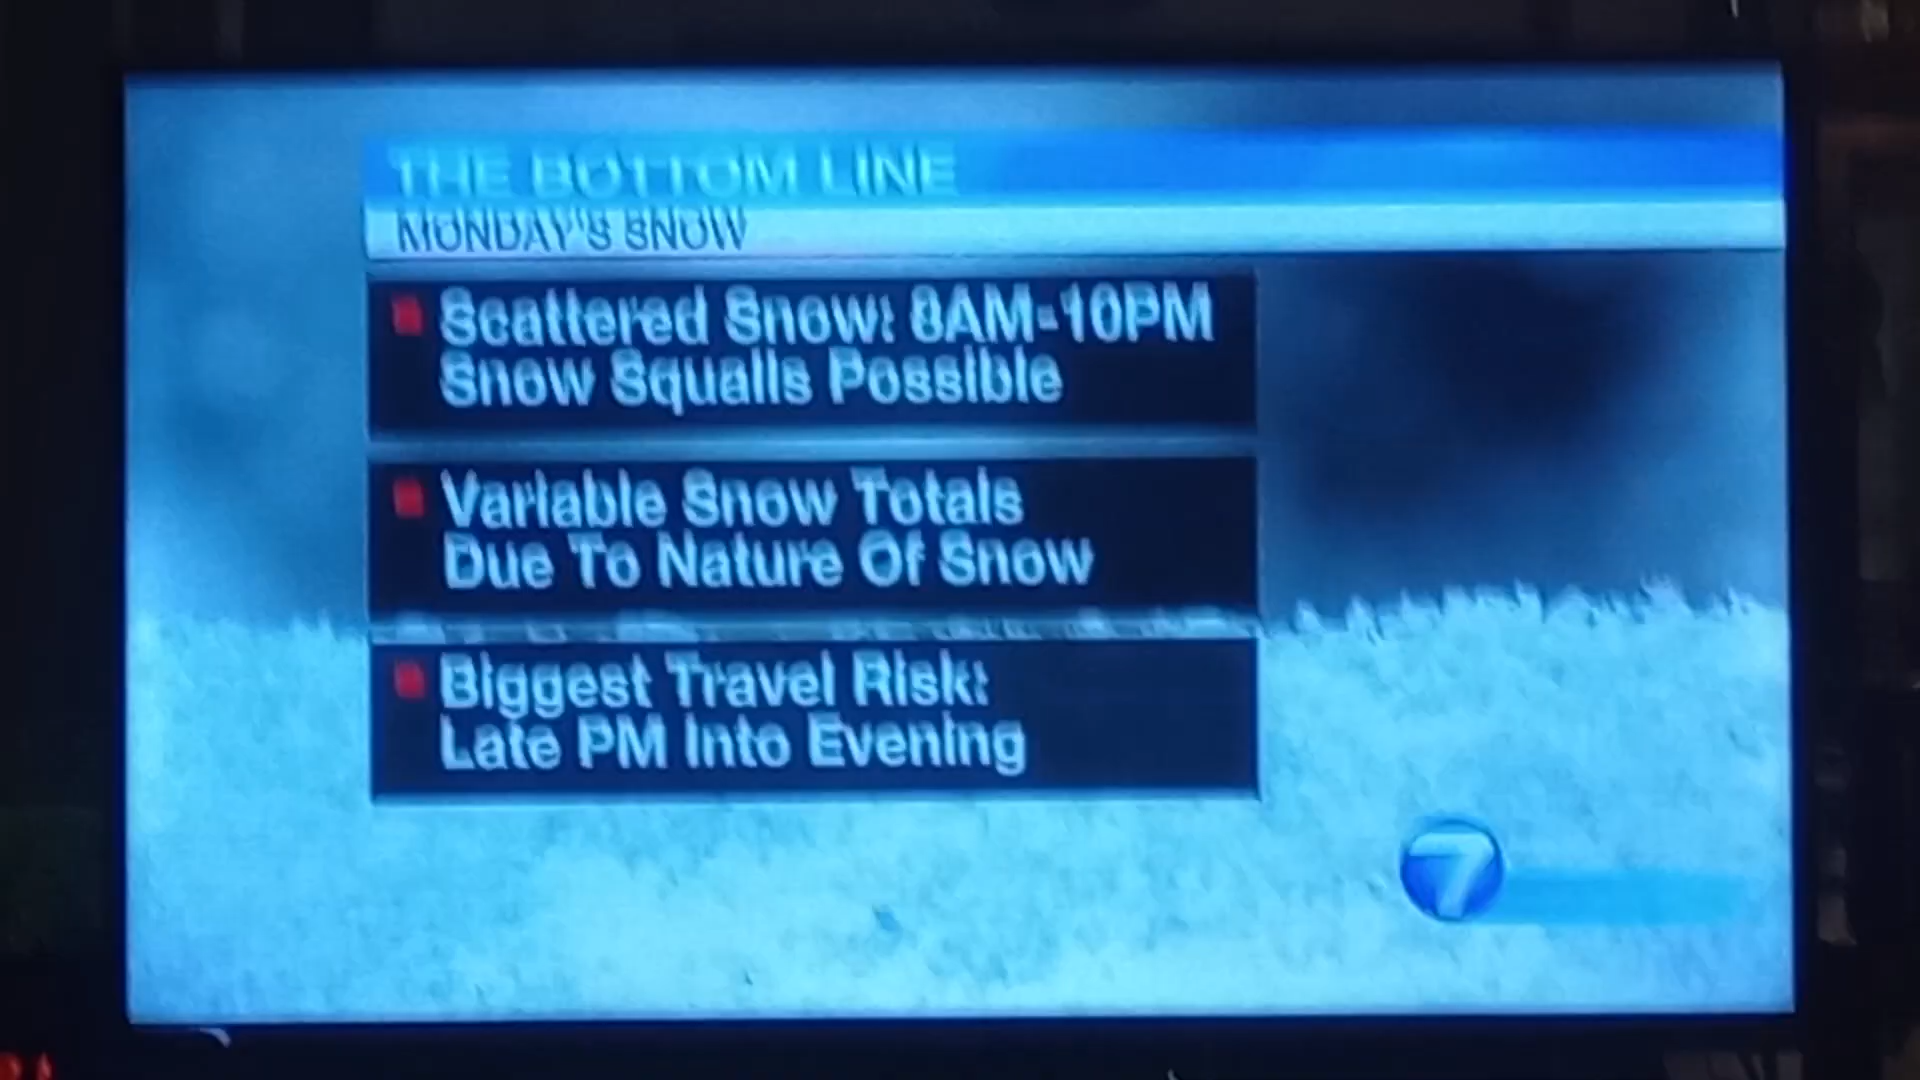 THE BOTTOM LINE
MONDAY'S SNOW
Scattered Snow: 8AM-10PM
Snow Squalls Possible
Variable Snow Totals
Due To Nature Of Snow
Biggest Travel Risk:
Late PM Into Evening
7